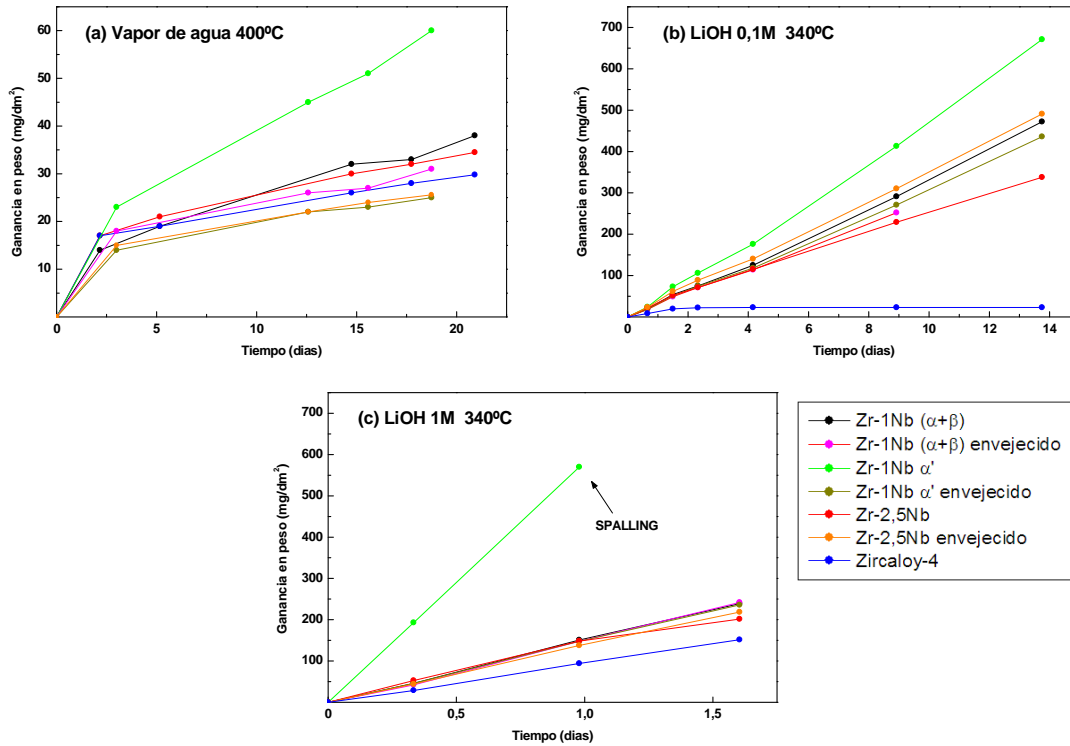 (a) Vapor de agua 400ºC
Ganancia en peso (mg/dm²)
60
50
40
30
20
10
0
5
10
15
20
Tiempo (dias)
(b) LiOH 0,1M 340ºC
Ganancia en peso (mg/dm²)
700
600
500
400
300
200
100
0
2
4
6
8
10
12
14
Tiempo (dias)
(c) LiOH 1M 340ºC
Ganancia en peso (mg/dm²)
700
600
500
400
300
200
100
SPALLING
0
0,5
1,0
1,5
Tiempo (dias)
Zr-1Nb (α+β)
Zr-1Nb (α+β) envejecido
Zr-1Nb α'
Zr-1Nb α' envejecido
Zr-2,5Nb
Zr-2,5Nb envejecido
Zircaloy-4